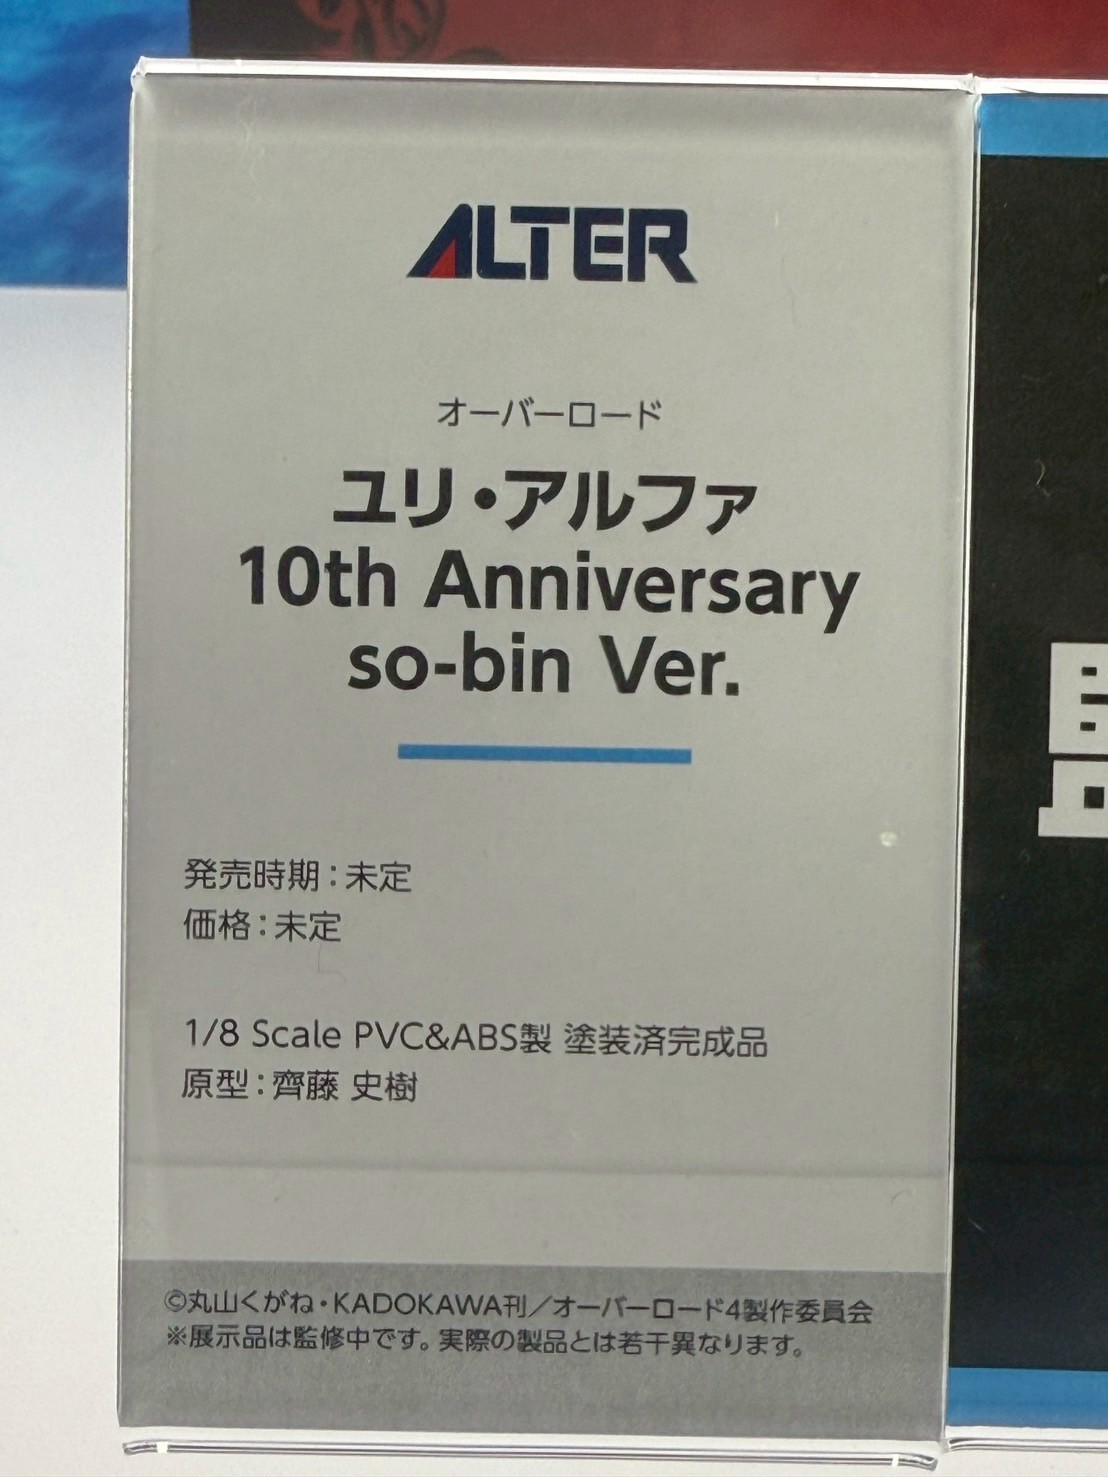 ALTER
オーバーロード
ユリ・アルファ
10th Anniversary
so-bin Ver.
発売時期：未定
価格：未定
1/8 Scale PVC&ABS製 塗装済完成品
原型：齊藤 史樹
©丸山くがね・KADOKAWA刊／オーバーロード4製作委員会
※展示品は監修中です。実際の製品とは若干異なります。